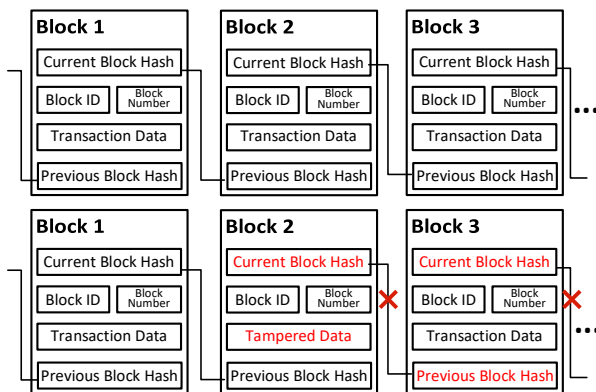 Block 1
Current Block Hash
Block ID
Block
Number
Transaction Data
Previous Block Hash
Block 2
Current Block Hash
Block ID
Block
Number
Transaction Data
Previous Block Hash
Block 3
Current Block Hash
Block ID
Block
Number
Transaction Data
Previous Block Hash
...
Block 1
Current Block Hash
Block ID
Block
Number
Transaction Data
Previous Block Hash
Block 2
Current Block Hash
Block ID
Block
Number
Tampered Data
Previous Block Hash
Block 3
Current Block Hash
Block ID
Block
Number
Transaction Data
Previous Block Hash
...